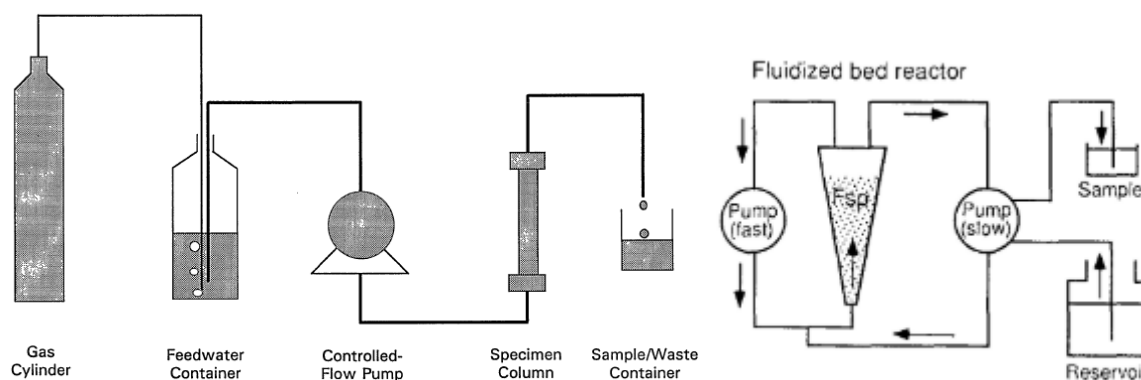 Gas
Cylinder
Feedwater
Container
Controlled-
Flow Pump
Specimen
Column
Sample/Waste
Container
Fluidized bed reactor
Pump
(fast)
Fsp
Pump
(slow)
Sample
Reservoir